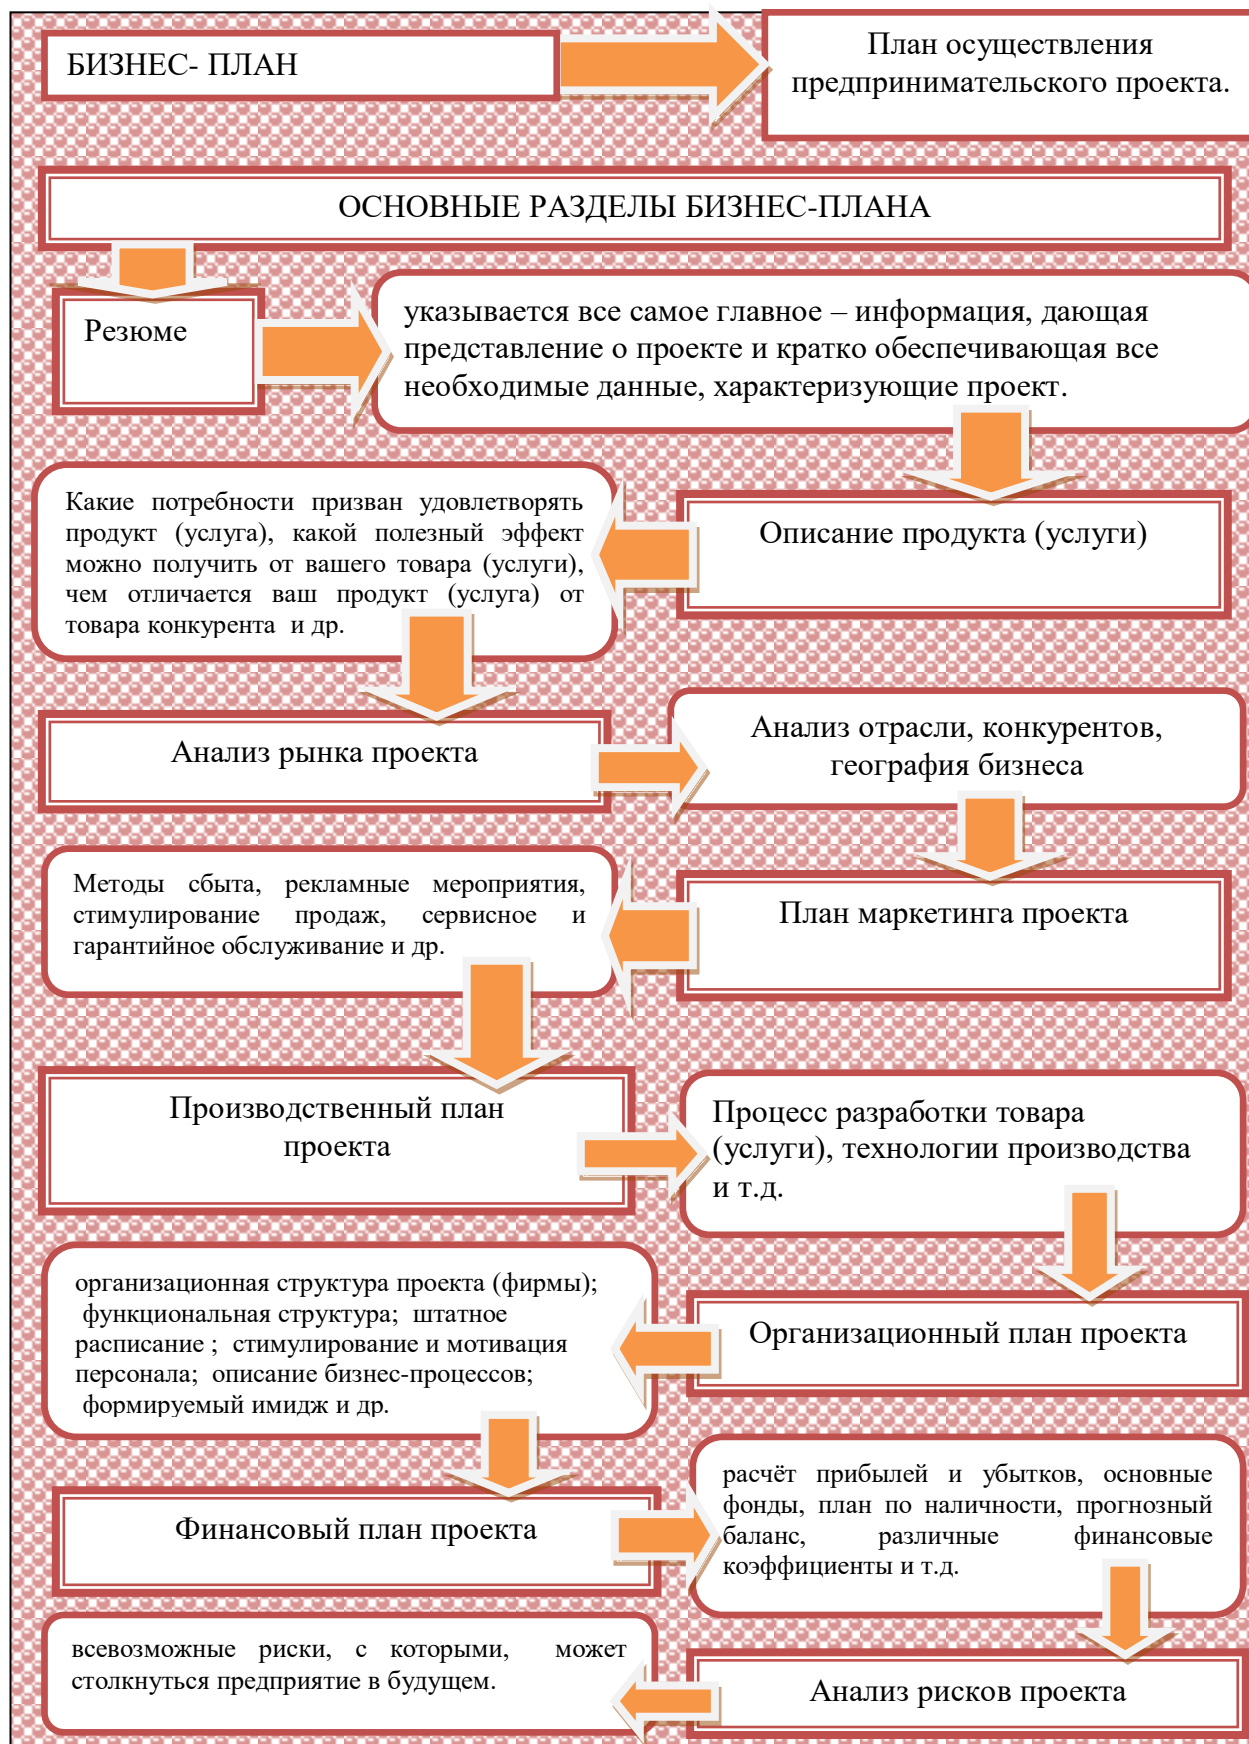 БИЗНЕС- ПЛАН
План осуществления
предпринимательского проекта.
ОСНОВНЫЕ РАЗДЕЛЫ БИЗНЕС-ПЛАНА
Резюме
указывается все самое главное – информация, дающая
представление о проекте и кратко обеспечивающая все
необходимые данные, характеризующие проект.
Описание продукта (услуги)
Какие потребности призван удовлетворять
продукт (услуга), какой полезный эффект
можно получить от вашего товара (услуги),
чем отличается ваш продукт (услуга) от
товара конкурента и др.
Анализ рынка проекта
Анализ отрасли, конкурентов,
география бизнеса
План маркетинга проекта
Методы сбыта, рекламные мероприятия,
стимулирование продаж, сервисное и
гарантийное обслуживание и др.
Производственный план
проекта
Процесс разработки товара
(услуги), технологии производства
и т.д.
Организационный план проекта
организационная структура проекта (фирмы);
функциональная структура; штатное
расписание ; стимулирование и мотивация
персонала; описание бизнес-процессов;
формируемый имидж и др.
Финансовый план проекта
расчёт прибылей и убытков, основные
фонды, план по наличности, прогнозный
баланс, различные финансовые
коэффициенты и т.д.
Анализ рисков проекта
всевозможные риски, с которыми, может
столкнуться предприятие в будущем.